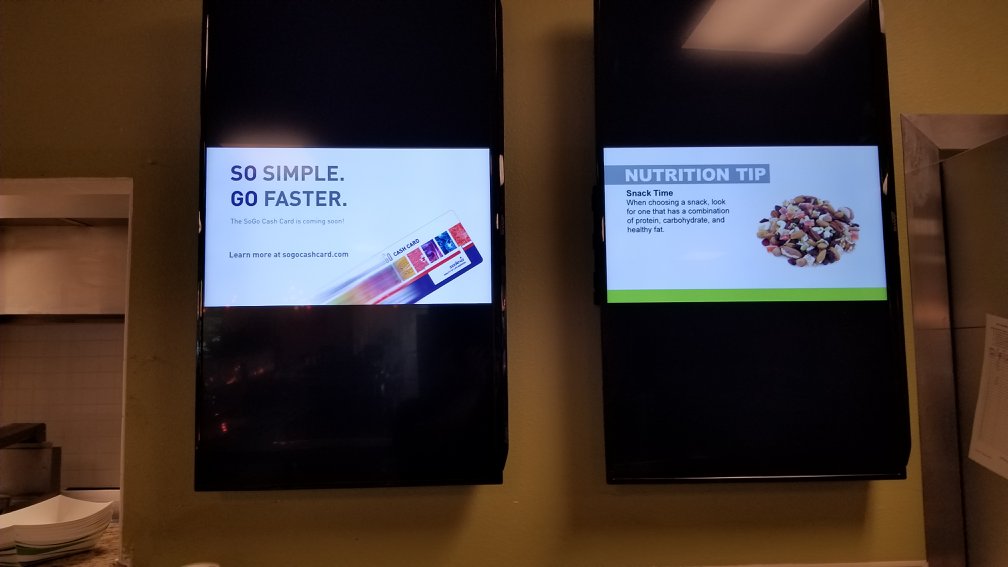 SO SIMPLE.
GO FASTER.
The SoGo Cash Card is coming soon!
Learn more at sogocashcard.com
CASH CARD
NUTRITION TIP
Snack Time
When choosing a snack, look
for one that has a combination
of protein, carbohydrate, and
healthy fat.